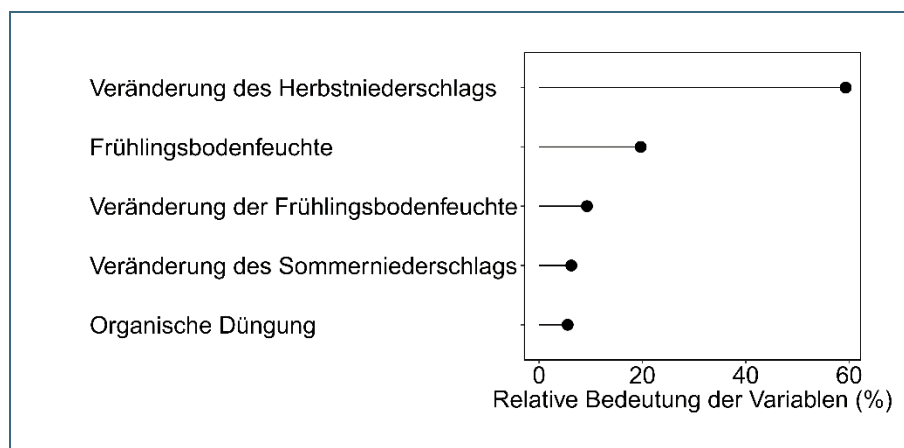 Veränderung des Herbstniederschlags
Frühlingsbodenfeuchte
Veränderung der Frühlingsbodenfeuchte
Veränderung des Sommerniederschlags
Organische Düngung
0 20 40 60
Relative Bedeutung der Variablen (%)